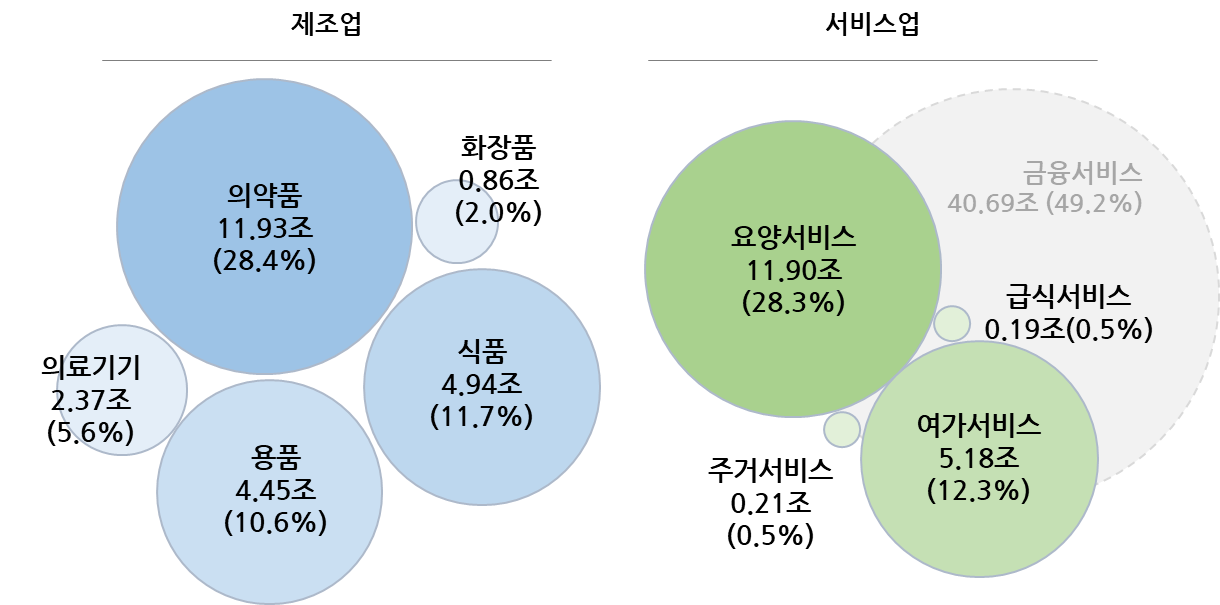 제조업
의약품
11.93조
(28.4%)
화장품
0.86조
(2.0%)
의료기기
2.37조
(5.6%)
식품
4.94조
(11.7%)
용품
4.45조
(10.6%)
서비스업
금융서비스
40.69조 (49.2%)
요양서비스
11.90조
(28.3%)
급식서비스
0.19조(0.5%)
여가서비스
5.18조
(12.3%)
주거서비스
0.21조
(0.5%)